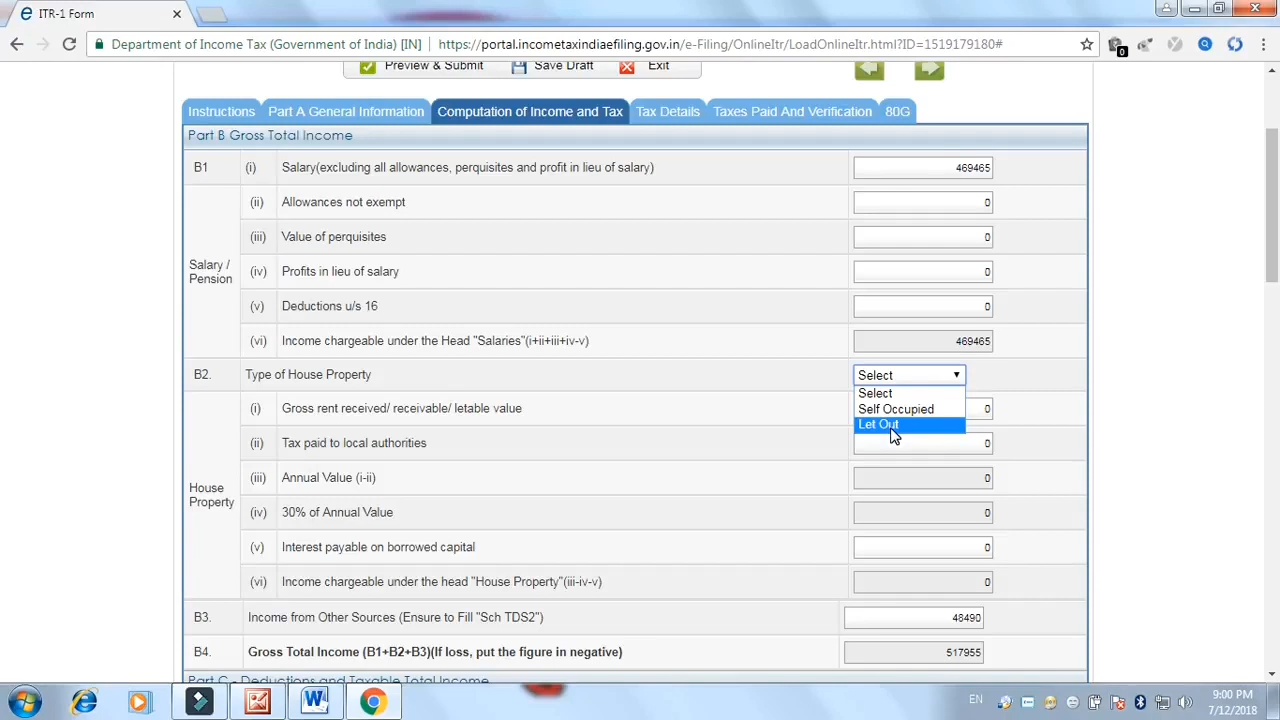 ITR-1 Form
Department of Income Tax (Government of India) [IN] https://portal.incometaxindiaefiling.gov.in/e-Filing/OnlineItr/LandOnlineItr.html?ID=1519179180#
0
Preview & Submit Save Draft Exit
Instructions Part A General Information Computation of Income and Tax Tax Details Taxes Paid And Verification 80G
Part B Gross Total Income
B1 (i) Salary(excluding all allowances, perquisites and profit in lieu of salary) 469465
(ii) Allowances not exempt 0
(iii) Value of perquisites 0
Salary / Pension
(iv) Profits in lieu of salary 0
(v) Deductions u/s 16 0
(vi) Income chargeable under the Head "Salaries"(i+ii+iii+iv-v) 469465
B2. Type of House Property Select
Select
Self Occupied
Let Out
(i) Gross rent received/ receivable/ letable value 0
(ii) Tax paid to local authorities 0
(iii) Annual Value (i-ii) 0
House Property
(iv) 30% of Annual Value 0
(v) Interest payable on borrowed capital 0
(vi) Income chargeable under the head "House Property"(iii-iv-v) 0
B3. Income from Other Sources (Ensure to Fill "Sch TDS2") 48490
B4. Gross Total Income (B1+B2+B3)(If loss, put the figure in negative) 517955
Part C - Deductions and Taxable Total Income
EN 9:00 PM
7/12/2018